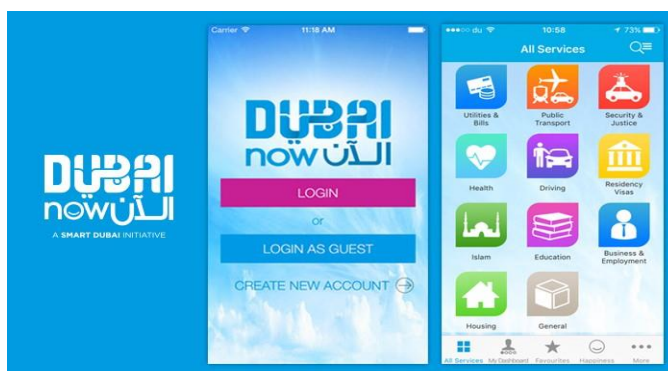 DUBAI
now الـآن
A SMART DUBAI INITIATIVE
Carrier 11:18 AM
DUBAI
now الـآن
LOGIN
or
LOGIN AS GUEST
CREATE NEW ACCOUNT
du 10:58 73%
All Services
Utilities &
Bills
Public
Transport
Security &
Justice
Health
Driving
Residency
Visas
Islam
Education
Business &
Employment
Housing
General
All Services My Dashboard Favourites Happiness More